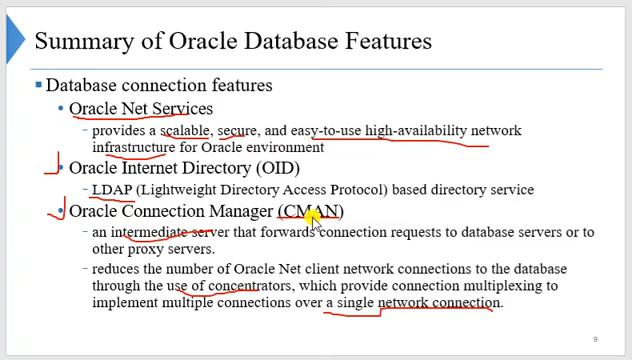 Summary of Oracle Database Features
Database connection features
Oracle Net Services
provides a scalable, secure, and easy-to-use high-availability network
infrastructure for Oracle environment
Oracle Internet Directory (OID)
LDAP (Lightweight Directory Access Protocol) based directory service
Oracle Connection Manager (CMAN)
an intermediate server that forwards connection requests to database servers or to
other proxy servers.
reduces the number of Oracle Net client network connections to the database
through the use of concentrators, which provide connection multiplexing to
implement multiple connections over a single network connection.
9